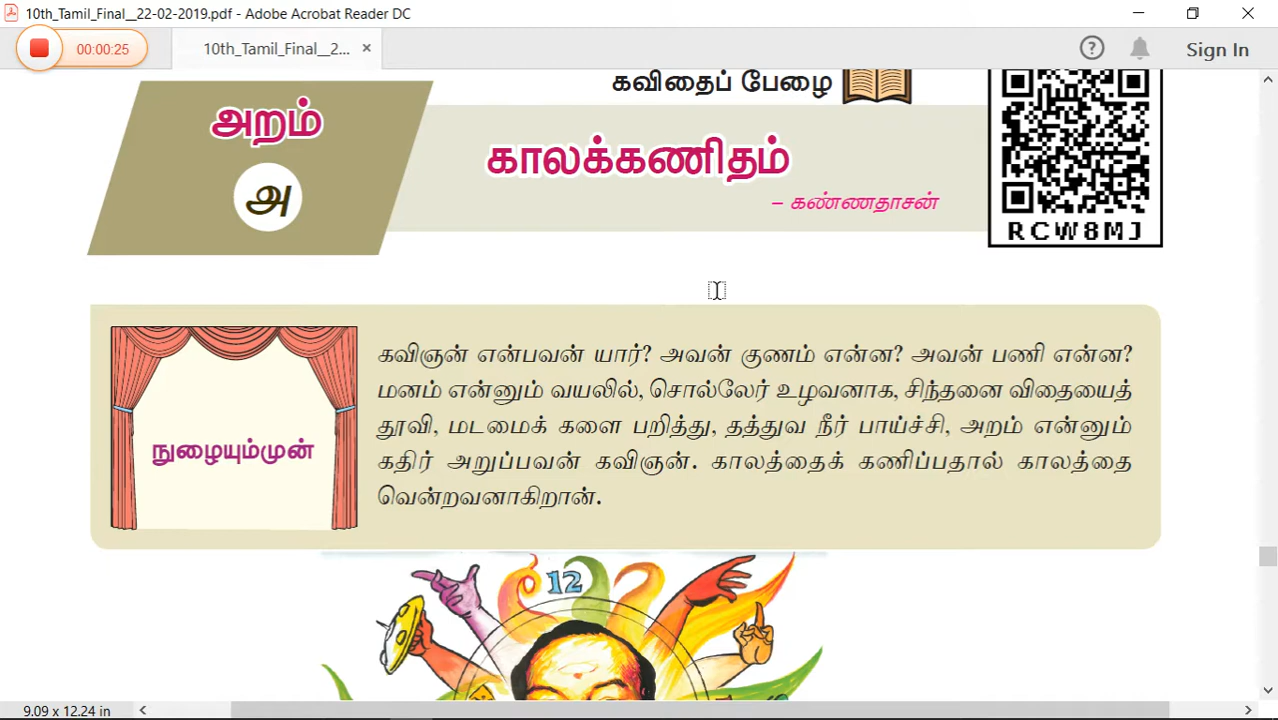 10th_Tamil_Final__22-02-2019.pdf - Adobe Acrobat Reader DC
00:00:25
10th_Tamil_Final__2...
Sign In
கவிதைப் பேழை
அறம்
அ
காலக்கணிதம்
– கண்ணதாசன்
RCW8MJ
நுழையும்முன்
கவிஞன் என்பவன் யார்? அவன் குணம் என்ன? அவன் பணி என்ன?
மனம் என்னும் வயலில், சொல்லேர் உழவனாக, சிந்தனை விதையைத்
தூவி, மடமைக் களை பறித்து, தத்துவ நீர் பாய்ச்சி, அறம் என்னும்
கதிர் அறுப்பவன் கவிஞன். காலத்தைக் கணிப்பதால் காலத்தை
வென்றவனாகிறான்.
12
9.09 x 12.24 in